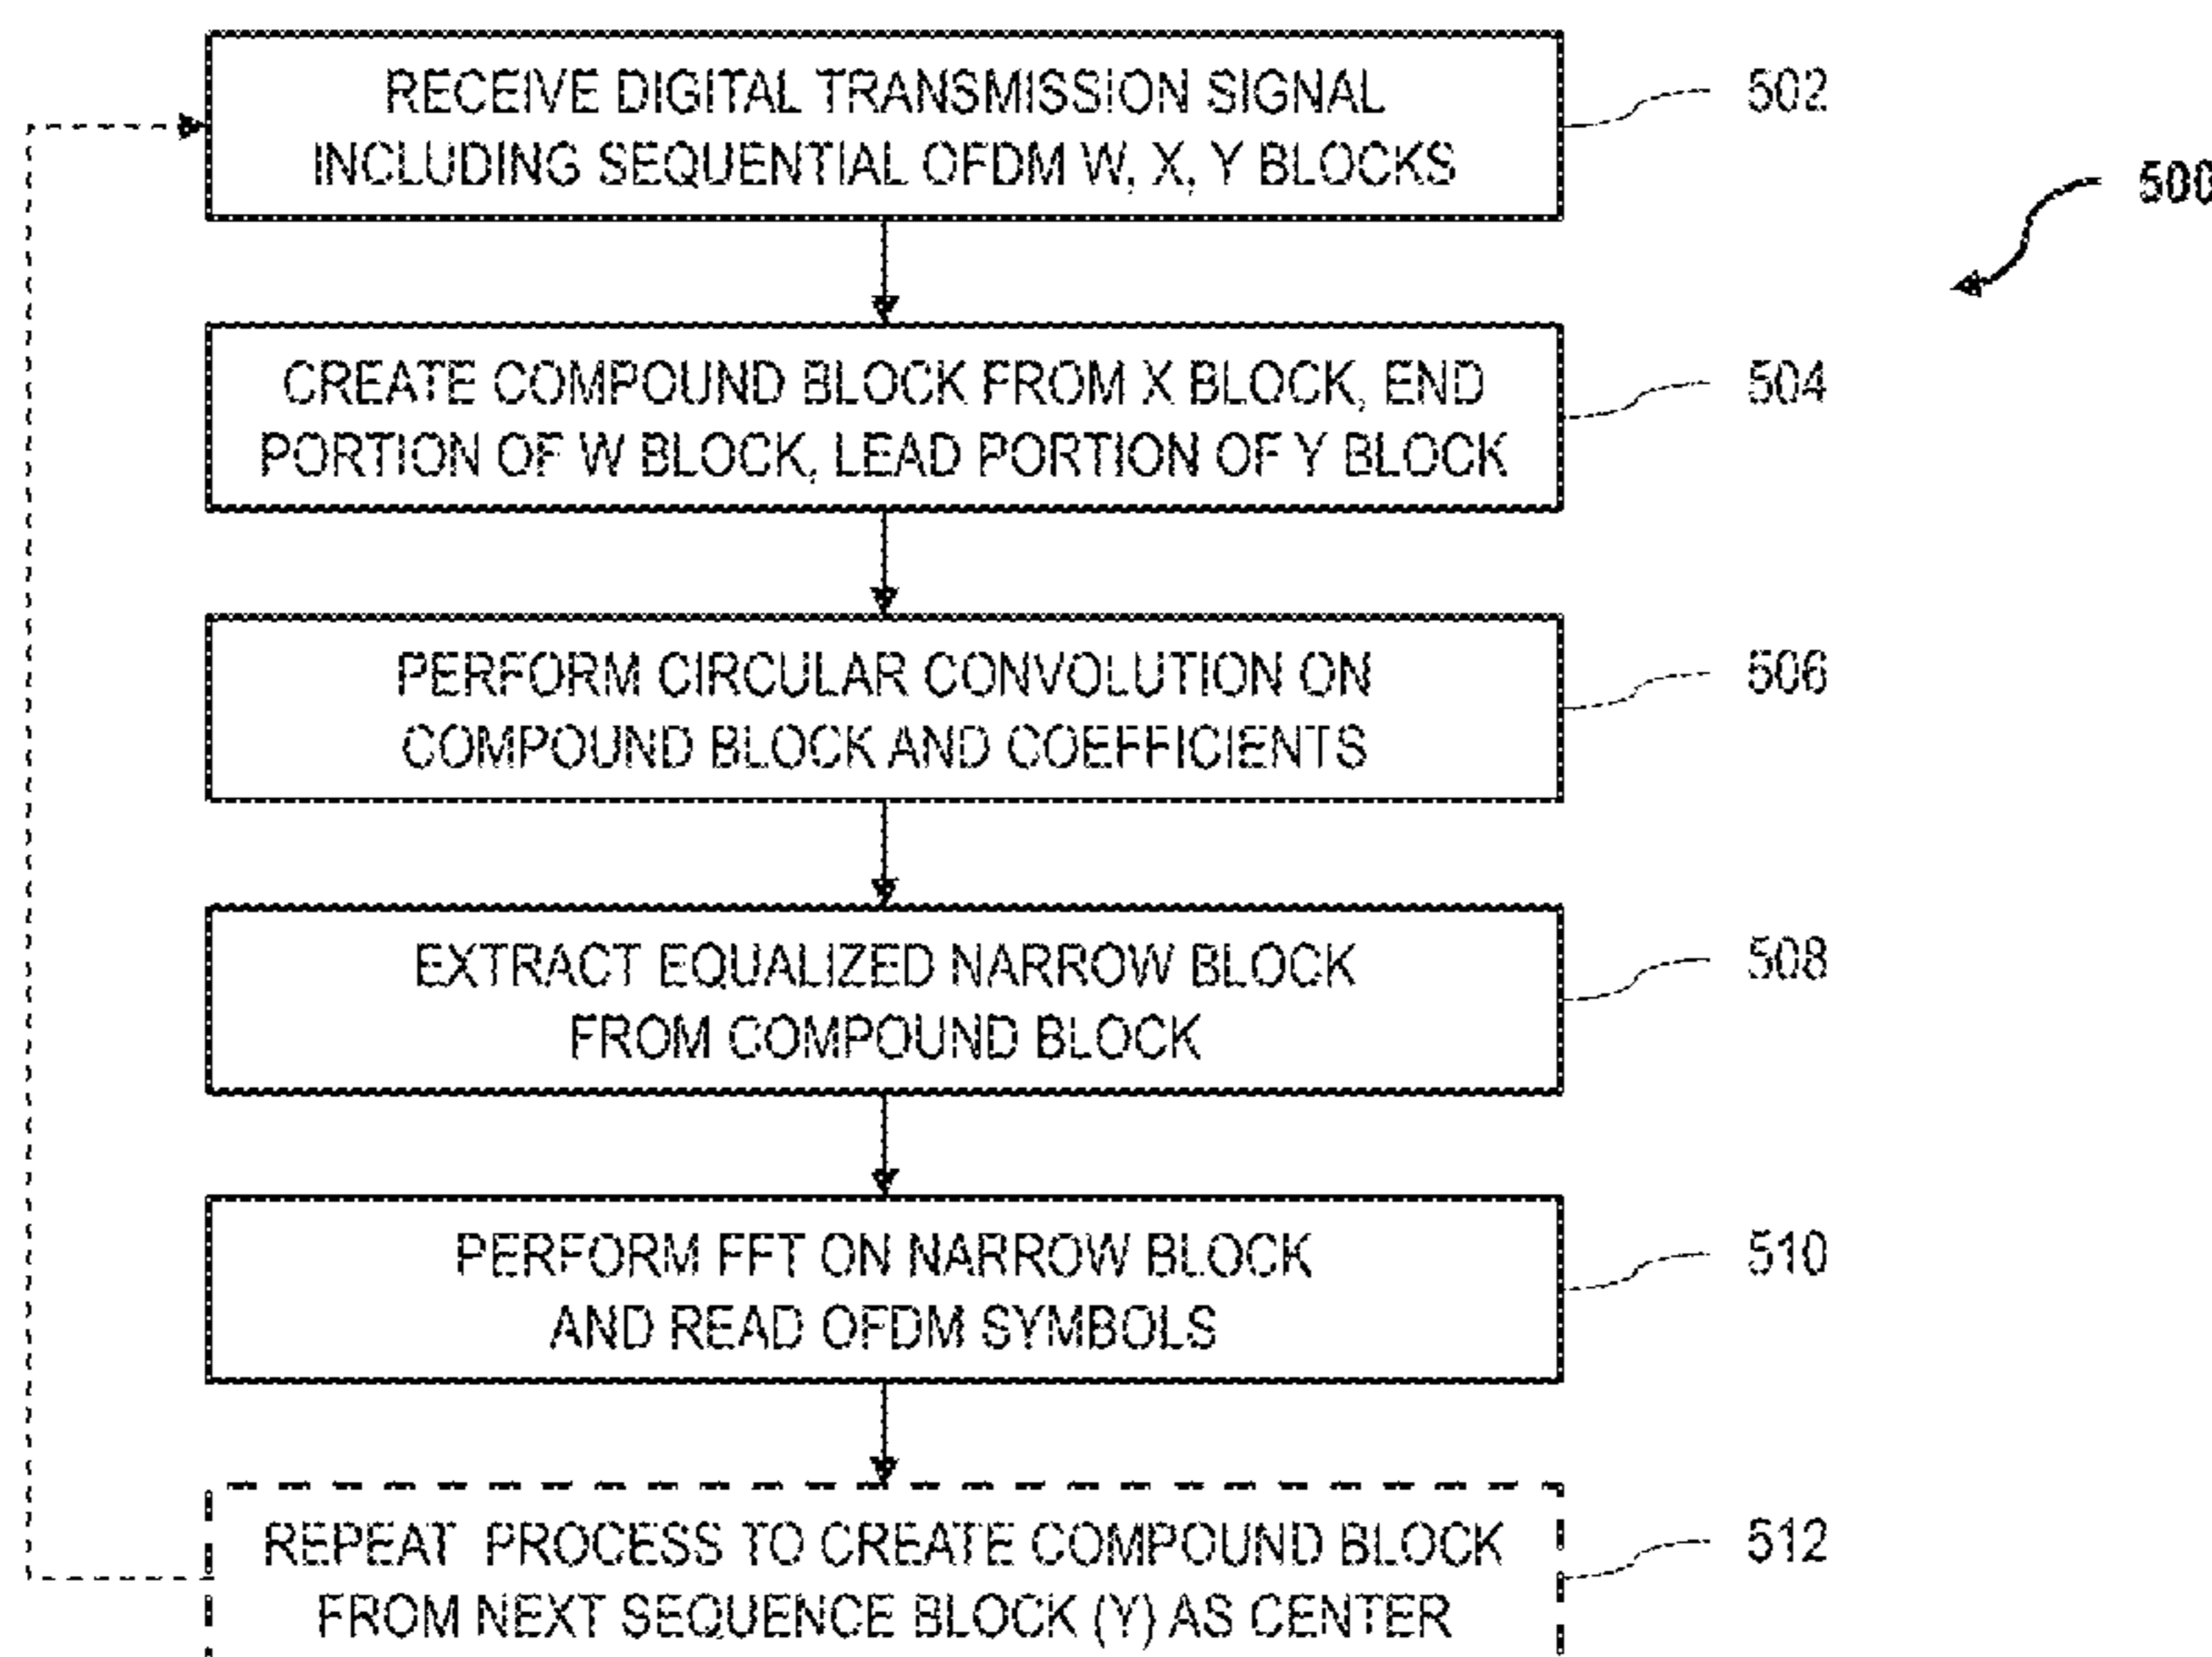 RECEIVE DIGITAL TRANSMISSION SIGNAL
INCLUDING SEQUENTIAL OFDM W, X, Y BLOCKS
502
500
CREATE COMPOUND BLOCK FROM X BLOCK, END
PORTION OF W BLOCK, LEAD PORTION OF Y BLOCK
504
PERFORM CIRCULAR CONVOLUTION ON
COMPOUND BLOCK AND COEFFICIENTS
506
EXTRACT EQUALIZED NARROW BLOCK
FROM COMPOUND BLOCK
508
PERFORM FFT ON NARROW BLOCK
AND READ OFDM SYMBOLS
510
REPEAT PROCESS TO CREATE COMPOUND BLOCK
FROM NEXT SEQUENCE BLOCK (Y) AS CENTER
512